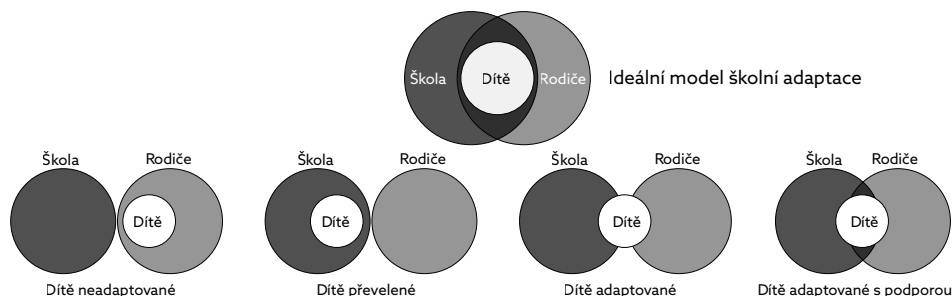 Škola Dítě Rodiče Ideální model školní adaptace
Škola Rodiče Škola Rodiče Škola Rodiče Škola Rodiče
Dítě Dítě Dítě Dítě
Dítě neadaptované Dítě převelené Dítě adaptované Dítě adaptované s podporou